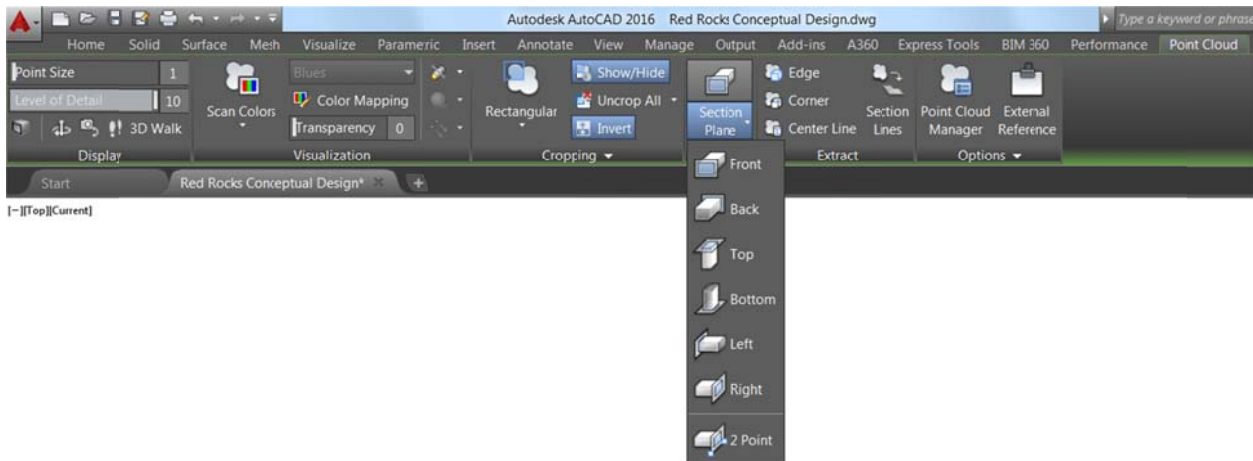 Autodesk AutoCAD 2016 Red Rocks Conceptual Design.dwg Type a keyword or phrase
Home Solid Surface Mesh Visualize Parameric Insert Annotate View Manage Output Add-ins A360 Express Tools BIM 360 Performance Point Cloud
Point Size 1
Level of Detail 10
3D Walk
Display
Scan Colors
Blues
Color Mapping
Transparency 0
Visualization
Rectangular
Show/Hide
Uncrop All
Invert
Cropping
Section
Plane
Edge
Corner
Center Line
Section
Lines
Extract
Point Cloud
Manager
External
Reference
Options
Start Red Rocks Conceptual Design*
[−][Top][Current]
Front
Back
Top
Bottom
Left
Right
2 Point